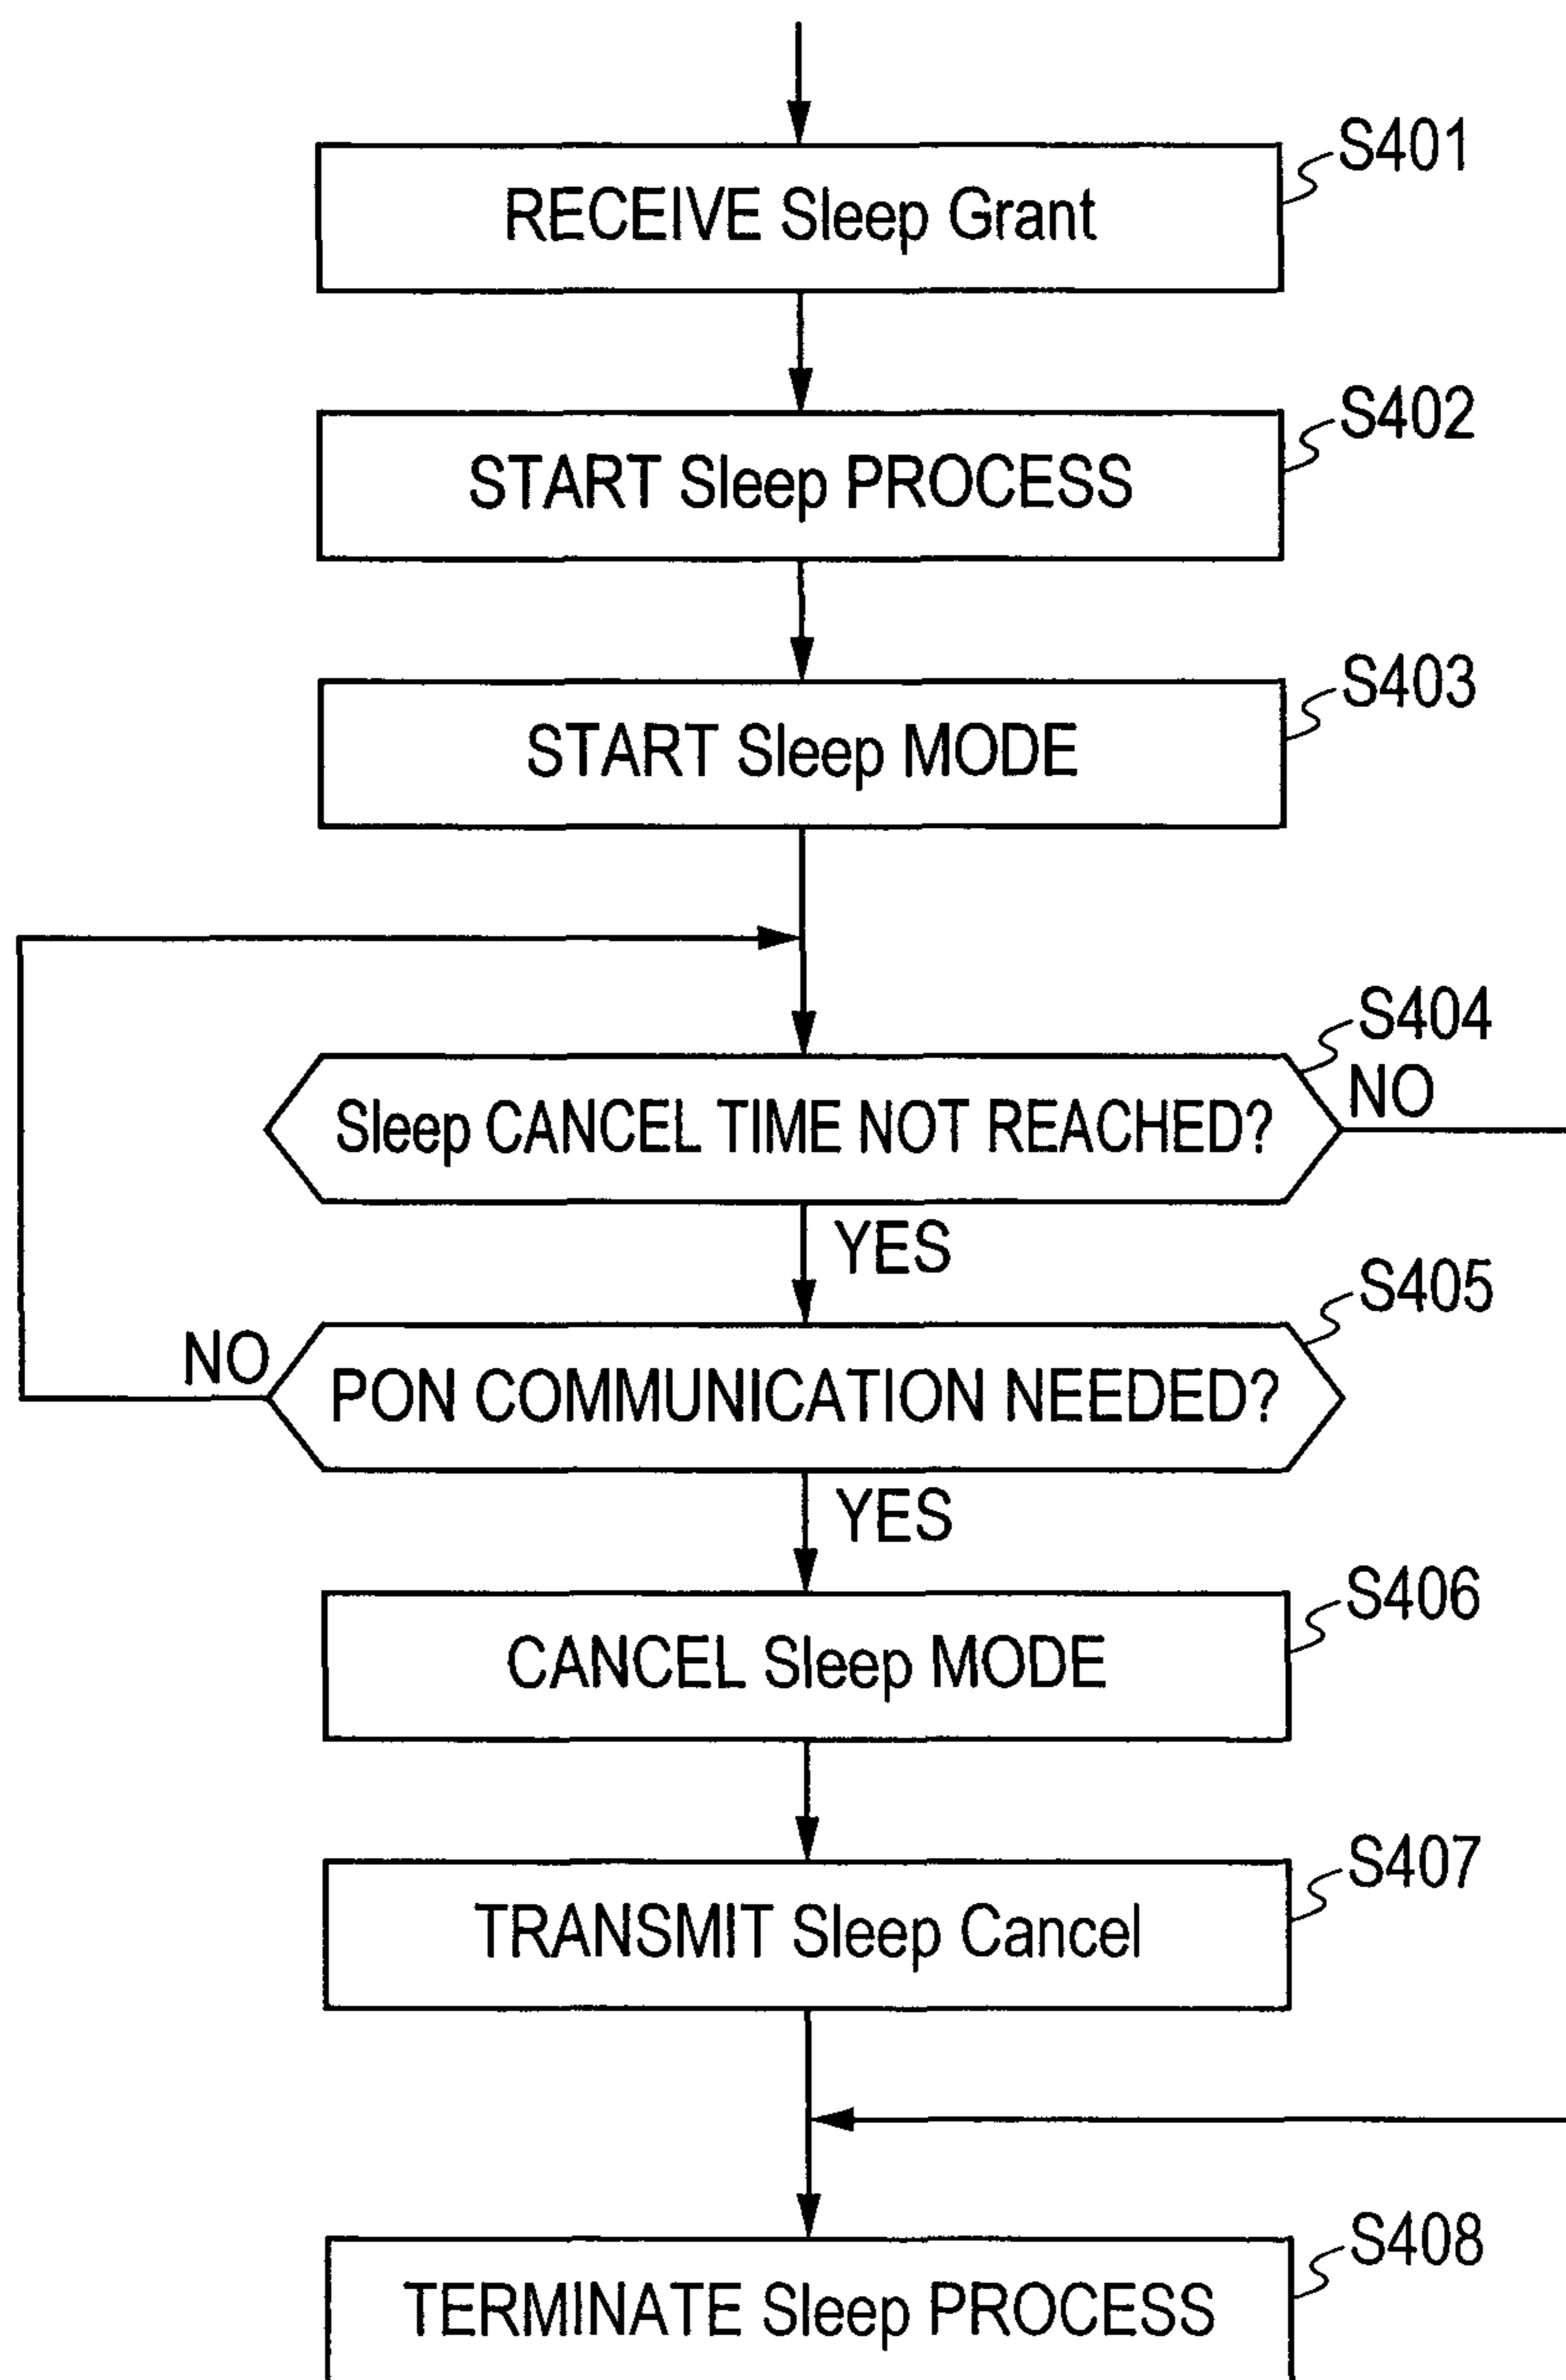 S401
RECEIVE Sleep Grant
S402
START Sleep PROCESS
S403
START Sleep MODE
S404
Sleep CANCEL TIME NOT REACHED?
NO
YES
S405
NO
PON COMMUNICATION NEEDED?
YES
S406
CANCEL Sleep MODE
S407
TRANSMIT Sleep Cancel
S408
TERMINATE Sleep PROCESS